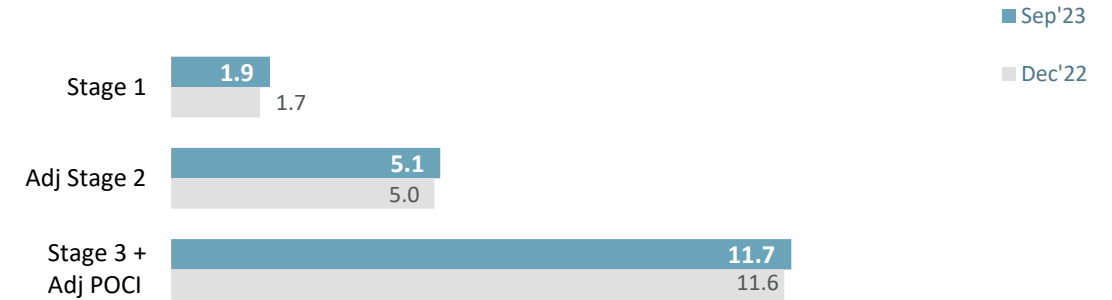 Sep'23
Dec'22
Stage 1
1.9
1.7
Adj Stage 2
5.1
5.0
Stage 3 +
Adj POCI
11.7
11.6